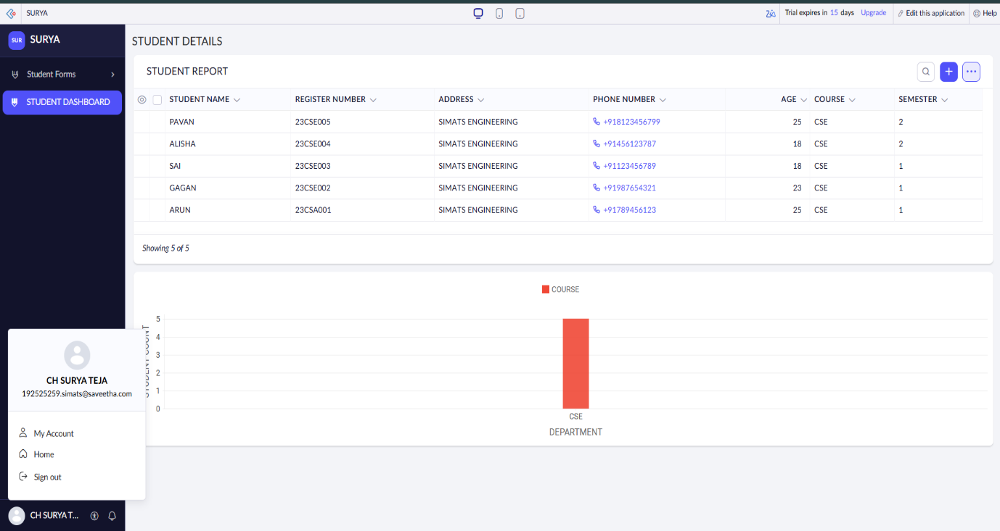 SURYA
Trial expires in 15 days Upgrade Edit this application Help
SUR SURYA
Student Forms
STUDENT DASHBOARD
STUDENT DETAILS
STUDENT REPORT
STUDENT NAME REGISTER NUMBER ADDRESS PHONE NUMBER AGE COURSE SEMESTER
PAVAN 23CSE005 SIMATS ENGINEERING +918123456799 25 CSE 2
ALISHA 23CSE004 SIMATS ENGINEERING +91456123787 18 CSE 2
SAI 23CSE003 SIMATS ENGINEERING +91123456789 18 CSE 1
GAGAN 23CSE002 SIMATS ENGINEERING +91987654321 23 CSE 1
ARUN 23CSA001 SIMATS ENGINEERING +91789456123 25 CSE 1
Showing 5 of 5
COURSE
STUDENT COUNT
5
4
3
2
1
0
CSE
DEPARTMENT
CH SURYA TEJA
192525259.simats@saveetha.com
My Account
Home
Sign out
CH SURYA T...